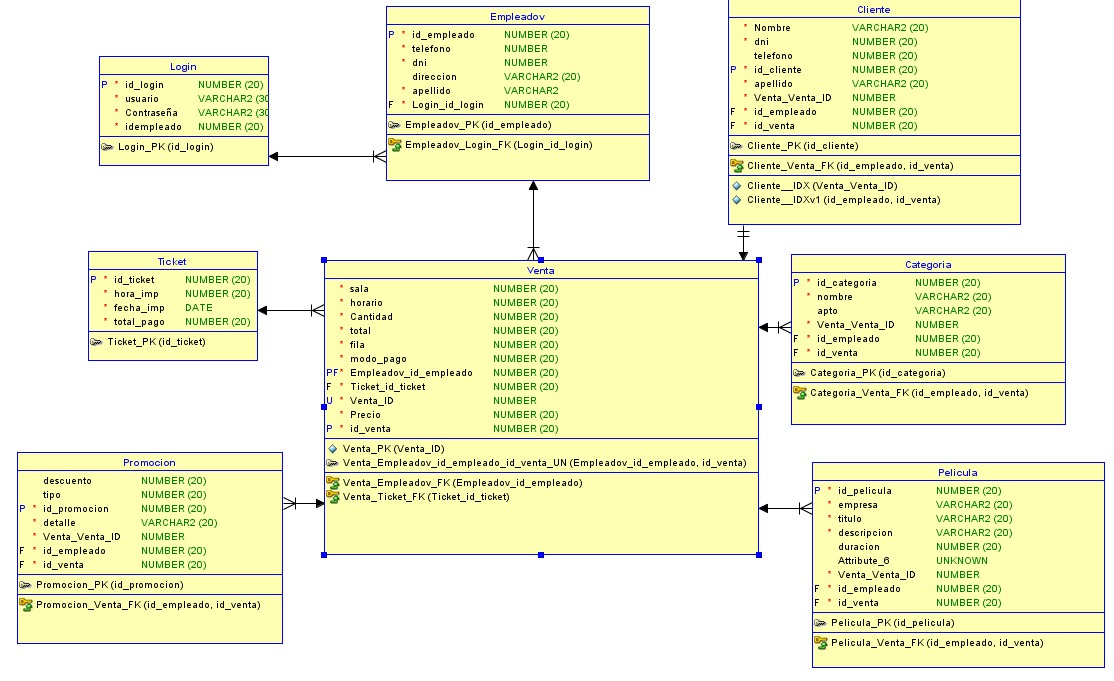 Login
P * id_login NUMBER (20)
* usuario VARCHAR2 (30
* Contraseña VARCHAR2 (30
* idempleado NUMBER (20)
Login_PK (id_login)
Empleadov
P * id_empleado NUMBER (20)
* telefono NUMBER
* dni NUMBER
direccion VARCHAR2 (20)
* apellido VARCHAR2
F * Login_id_login NUMBER (20)
Empleadov_PK (id_empleado)
Empleadov_Login_FK (Login_id_login)
Cliente
* Nombre VARCHAR2 (20)
* dni NUMBER (20)
telefono NUMBER (20)
P * id_cliente NUMBER (20)
* apellido VARCHAR2 (20)
* Venta_Venta_ID NUMBER
F * id_empleado NUMBER (20)
F * id_venta NUMBER (20)
Cliente_PK (id_cliente)
Cliente_Venta_FK (id_empleado, id_venta)
Cliente__IDX (Venta_Venta_ID)
Cliente__IDXv1 (id_empleado, id_venta)
Ticket
P * id_ticket NUMBER (20)
* hora_imp NUMBER (20)
* fecha_imp DATE
* total_pago NUMBER (20)
Ticket_PK (id_ticket)
Venta
* sala NUMBER (20)
* horario NUMBER (20)
* Cantidad NUMBER (20)
* total NUMBER (20)
* fila NUMBER (20)
* modo_pago NUMBER (20)
PF* Empleadov_id_empleado NUMBER (20)
F * Ticket_id_ticket NUMBER (20)
U * Venta_ID NUMBER
* Precio NUMBER (20)
P * id_venta NUMBER (20)
Venta_PK (Venta_ID)
Venta_Empleadov_id_empleado_id_venta_UN (Empleadov_id_empleado, id_venta)
Venta_Empleadov_FK (Empleadov_id_empleado)
Venta_Ticket_FK (Ticket_id_ticket)
Categoria
P * id_categoria NUMBER (20)
* nombre VARCHAR2 (20)
apto VARCHAR2 (20)
* Venta_Venta_ID NUMBER
F * id_empleado NUMBER (20)
F * id_venta NUMBER (20)
Categoria_PK (id_categoria)
Categoria_Venta_FK (id_empleado, id_venta)
Promocion
descuento NUMBER (20)
tipo NUMBER (20)
P * id_promocion NUMBER (20)
* detalle VARCHAR2 (20)
* Venta_Venta_ID NUMBER
F * id_empleado NUMBER (20)
F * id_venta NUMBER (20)
Promocion_PK (id_promocion)
Promocion_Venta_FK (id_empleado, id_venta)
Pelicula
P * id_pelicula NUMBER (20)
* empresa VARCHAR2 (20)
* titulo VARCHAR2 (20)
* descripcion VARCHAR2 (20)
duracion NUMBER (20)
Attribute_6 UNKNOWN
* Venta_Venta_ID NUMBER
F * id_empleado NUMBER (20)
F * id_venta NUMBER (20)
Pelicula_PK (id_pelicula)
Pelicula_Venta_FK (id_empleado, id_venta)